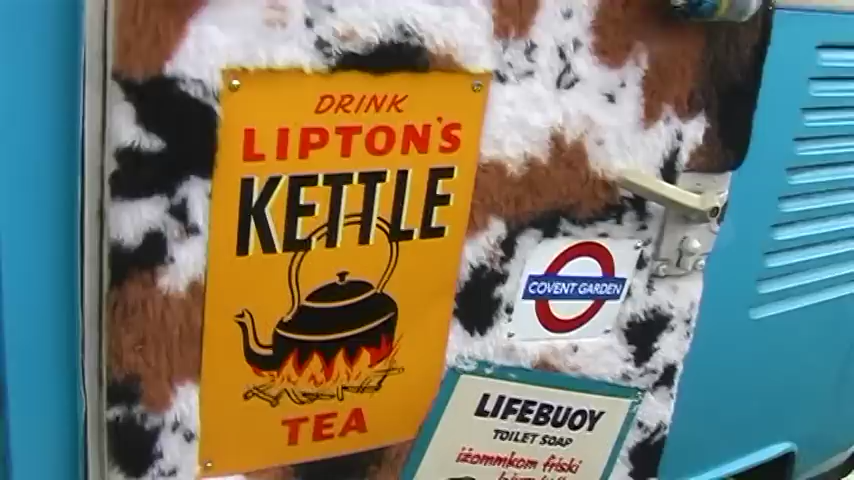 DRINK
LIPTON'S
KETTLE
TEA
COVENT GARDEN
LIFEBUOY
TOILET SOAP
iżommkom friski